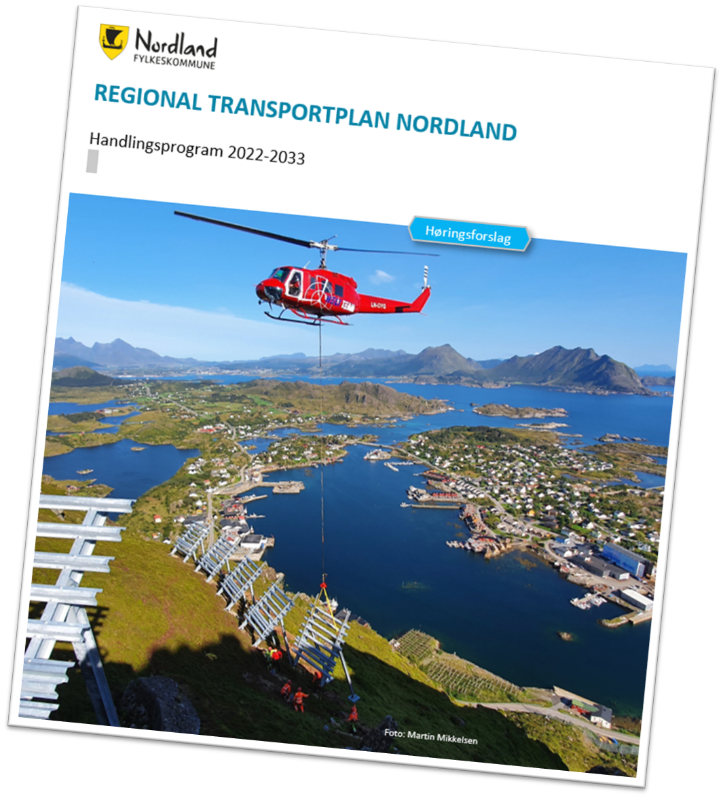 Nordland
FYLKESKOMMUNE
REGIONAL TRANSPORTPLAN NORDLAND
Handlingsprogram 2022-2033
Høringsforslag
Foto: Martin Mikkelsen